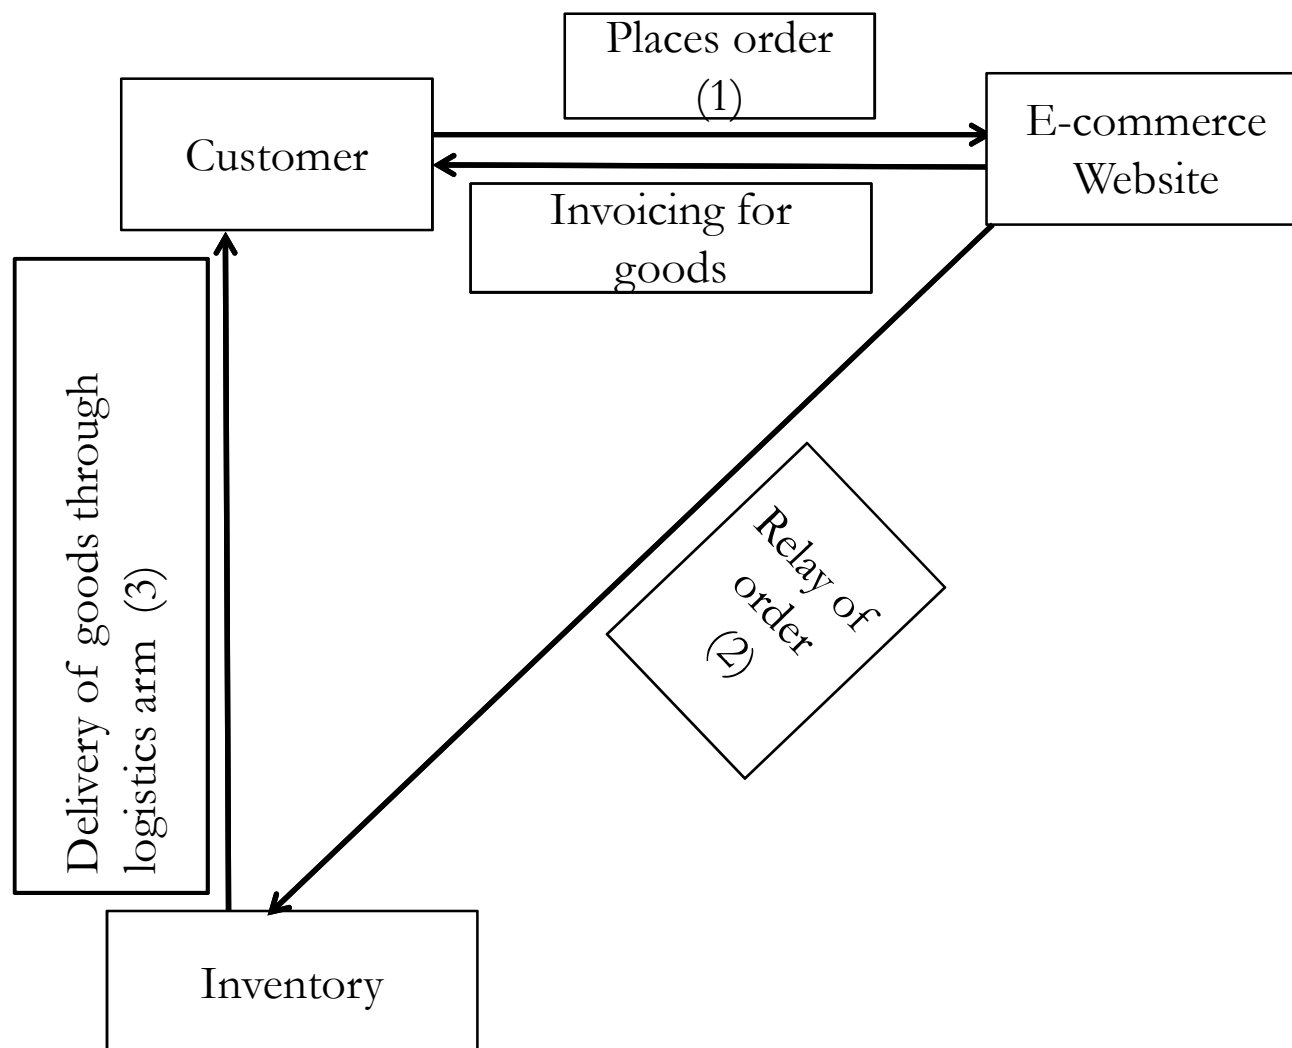 Places order
(1)
Customer
E-commerce
Website
Invoicing for
goods
Delivery of goods through
logistics arm (3)
Relay of
order
(2)
Inventory